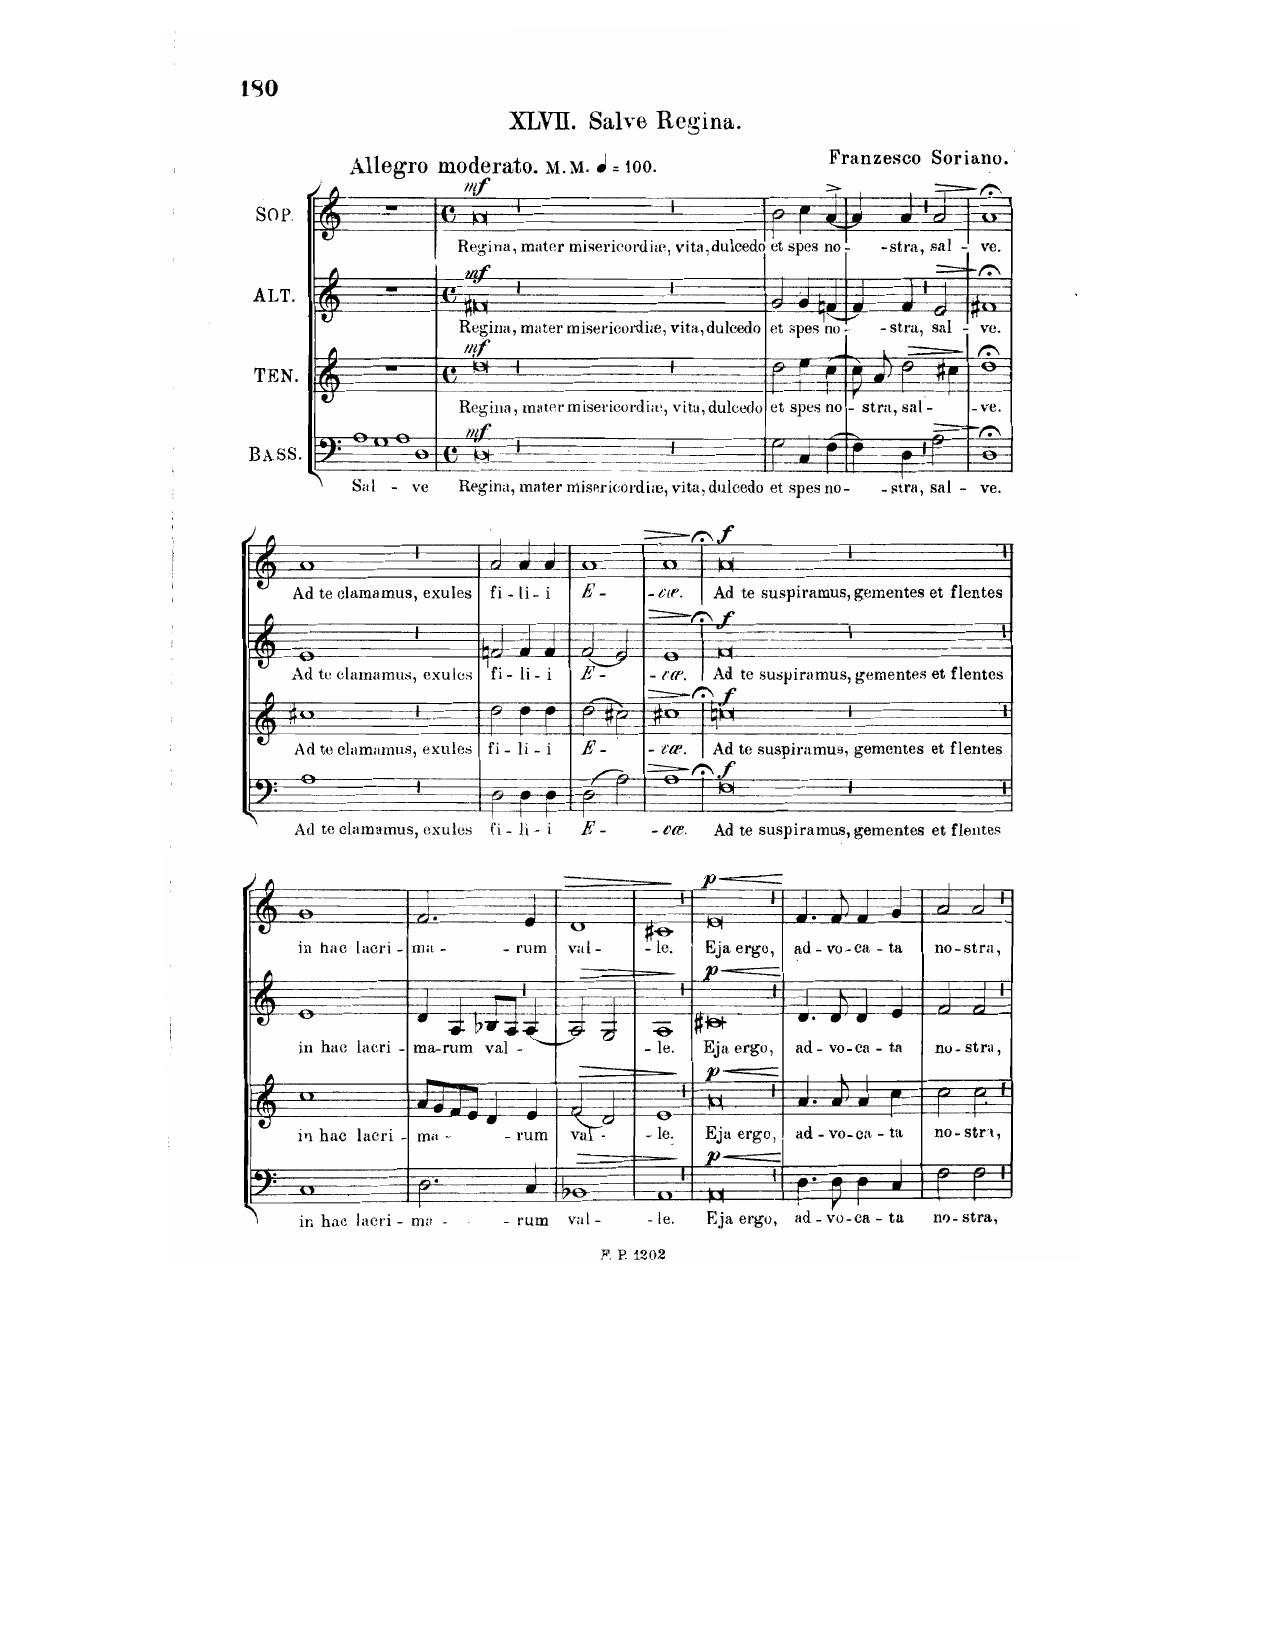 180
XLVII. Salve Regina.
Allegro moderato. M.M. ♩ = 100.
Franzesco Soriano.
mf
SOP.
Regina, mater misericordiæ, vita, dulcedo et spes no - - stra, sal - ve.
mf
ALT.
Regina, mater misericordiæ, vita, dulcedo et spes no - - stra, sal - ve.
mf
TEN.
Regina, mater misericordiæ, vita, dulcedo et spes no - stra, sal - - ve.
mf
BASS.
Sal - ve Regina, mater misericordiæ, vita, dulcedo et spes no - - stra, sal - ve.
f
Ad te clamamus, exules fi - li - i E - - væ. Ad te suspiramus, gementes et flentes
f
Ad te clamamus, exules fi - li - i E - - væ. Ad te suspiramus, gementes et flentes
f
Ad te clamamus, exules fi - li - i E - - væ. Ad te suspiramus, gementes et flentes
f
Ad te clamamus, exules fi - li - i E - - væ. Ad te suspiramus, gementes et flentes
p
in hac lacri - ma - - rum val - - le. Eja ergo, ad - vo - ca - ta no - stra,
p
in hac lacri - ma - rum val - - le. Eja ergo, ad - vo - ca - ta no - stra,
p
in hac lacri - ma - - rum val - - le. Eja ergo, ad - vo - ca - ta no - stra,
p
in hac lacri - ma - - rum val - - le. Eja ergo, ad - vo - ca - ta no - stra,
F. P. 1202